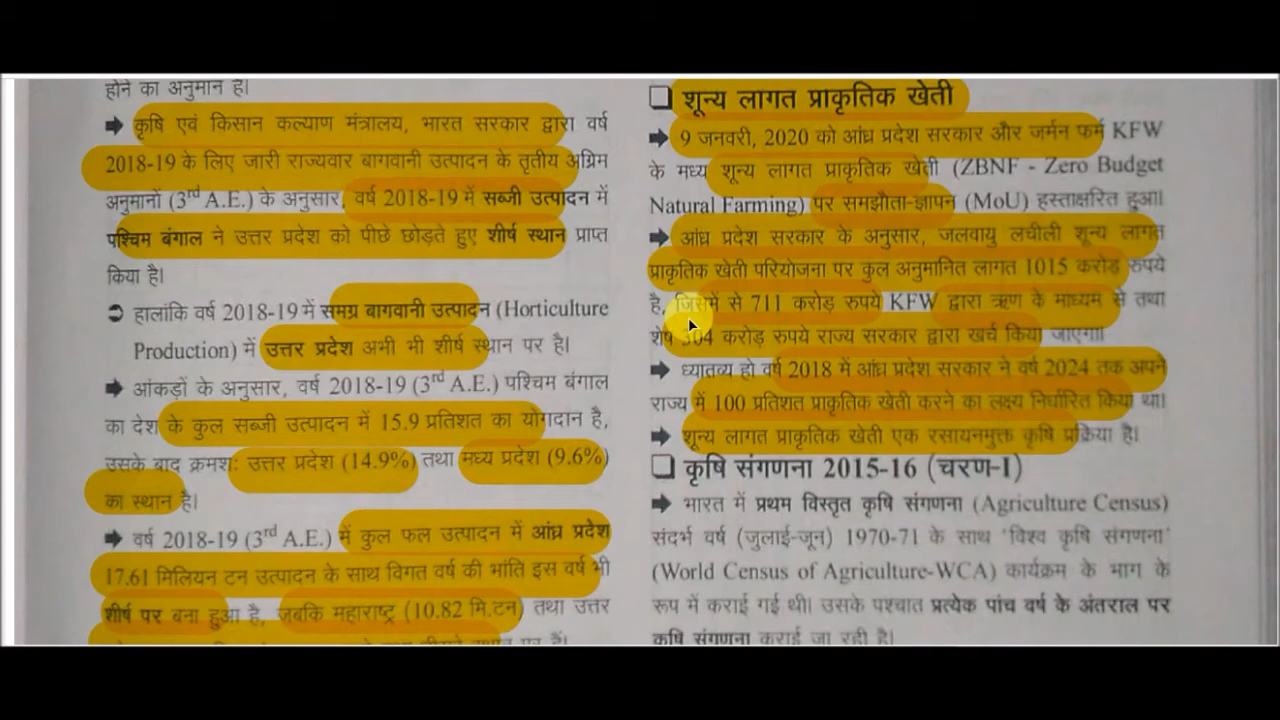 होने का अनुमान है।
➡ कृषि एवं किसान कल्याण मंत्रालय, भारत सरकार द्वारा वर्ष
2018-19 के लिए जारी राज्यवार बागवानी उत्पादन के तृतीय अग्रिम
अनुमानों (3rd A.E.) के अनुसार, वर्ष 2018-19 में सब्जी उत्पादन में
पश्चिम बंगाल ने उत्तर प्रदेश को पीछे छोड़ते हुए शीर्ष स्थान प्राप्त
किया है।
➲ हालांकि वर्ष 2018-19 में समग्र बागवानी उत्पादन (Horticulture
Production) में उत्तर प्रदेश अभी भी शीर्ष स्थान पर है।
➡ आंकड़ों के अनुसार, वर्ष 2018-19 (3rd A.E.) पश्चिम बंगाल
का देश के कुल सब्जी उत्पादन में 15.9 प्रतिशत का योगदान है,
उसके बाद क्रमशः उत्तर प्रदेश (14.9%) तथा मध्य प्रदेश (9.6%)
का स्थान है।
➡ वर्ष 2018-19 (3rd A.E.) में कुल फल उत्पादन में आंध्र प्रदेश
17.61 मिलियन टन उत्पादन के साथ विगत वर्ष की भांति इस वर्ष भी
शीर्ष पर बना हुआ है, जबकि महाराष्ट्र (10.82 मि.टन) तथा उत्तर
❑ शून्य लागत प्राकृतिक खेती
➡ 9 जनवरी, 2020 को आंध्र प्रदेश सरकार और जर्मन फर्म KFW
के मध्य शून्य लागत प्राकृतिक खेती (ZBNF - Zero Budget
Natural Farming) पर समझौता-ज्ञापन (MoU) हस्ताक्षरित हुआ।
➡ आंध्र प्रदेश सरकार के अनुसार, जलवायु लचीली शून्य लागत
प्राकृतिक खेती परियोजना पर कुल अनुमानित लागत 1015 करोड़ रुपये
है, जिसमें से 711 करोड़ रुपये KFW द्वारा ऋण के माध्यम से तथा
शेष 304 करोड़ रुपये राज्य सरकार द्वारा खर्च किया जाएगा।
➡ ध्यातव्य हो वर्ष 2018 में आंध्र प्रदेश सरकार ने वर्ष 2024 तक अपने
राज्य में 100 प्रतिशत प्राकृतिक खेती करने का लक्ष्य निर्धारित किया था।
➡ शून्य लागत प्राकृतिक खेती एक रसायनमुक्त कृषि प्रक्रिया है।
❑ कृषि संगणना 2015-16 (चरण-I)
➡ भारत में प्रथम विस्तृत कृषि संगणना (Agriculture Census)
संदर्भ वर्ष (जुलाई-जून) 1970-71 के साथ 'विश्व कृषि संगणना'
(World Census of Agriculture-WCA) कार्यक्रम के भाग के
रूप में कराई गई थी। उसके पश्चात प्रत्येक पांच वर्ष के अंतराल पर
कृषि संगणना कराई जा रही है।